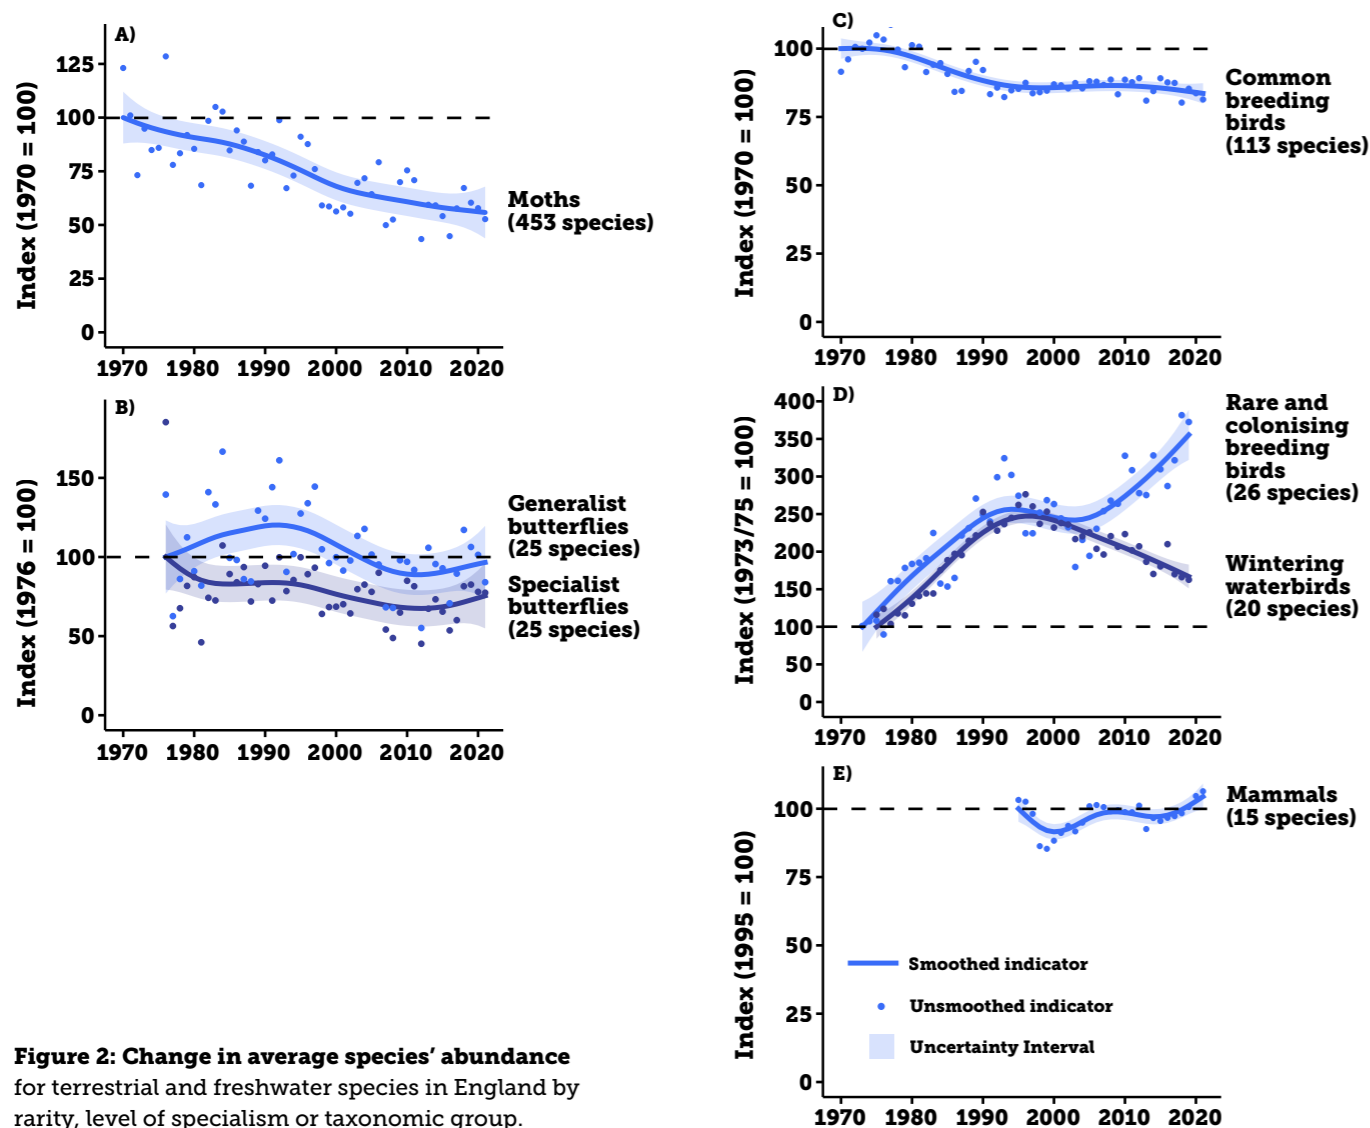 A)
Index (1970 = 100)
125
100
75
50
25
0
1970 1980 1990 2000 2010 2020
Moths
(453 species)
B)
Index (1976 = 100)
150
100
50
0
1970 1980 1990 2000 2010 2020
Generalist
butterflies
(25 species)
Specialist
butterflies
(25 species)
C)
Index (1970 = 100)
100
75
50
25
0
1970 1980 1990 2000 2010 2020
Common
breeding
birds
(113 species)
D)
Index (1973/75 = 100)
400
350
300
250
200
150
100
50
0
1970 1980 1990 2000 2010 2020
Rare and
colonising
breeding
birds
(26 species)
Wintering
waterbirds
(20 species)
E)
Index (1995 = 100)
100
75
50
25
0
1970 1980 1990 2000 2010 2020
Mammals
(15 species)
Smoothed indicator
Unsmoothed indicator
Uncertainty Interval
Figure 2: Change in average species’ abundance
for terrestrial and freshwater species in England by
rarity, level of specialism or taxonomic group.